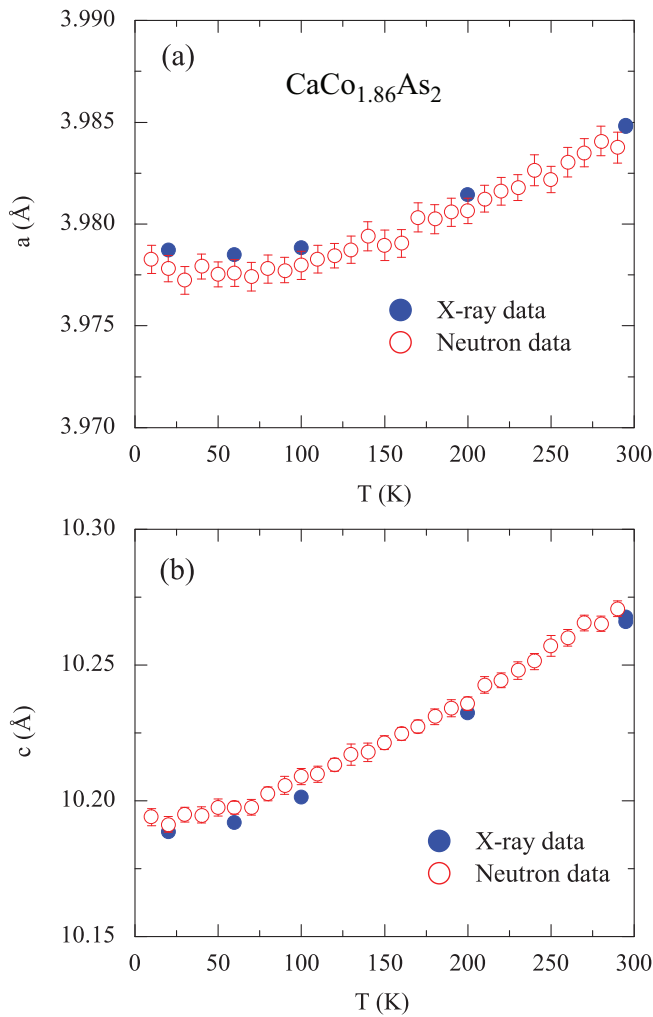 (a)
CaCo1.86As2
3.990
3.985
3.980
3.975
3.970
a (Å)
X-ray data
Neutron data
0 50 100 150 200 250 300
T (K)
(b)
10.30
10.25
10.20
10.15
c (Å)
X-ray data
Neutron data
0 50 100 150 200 250 300
T (K)